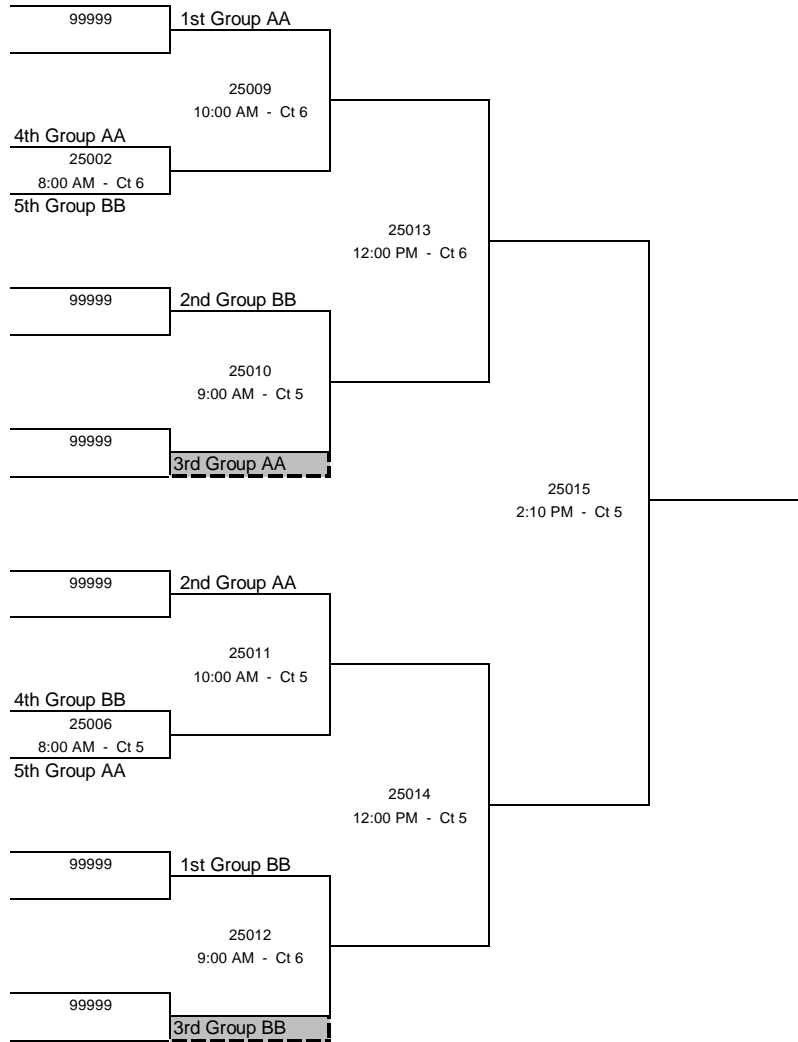 99999
1st Group AA
25009
10:00 AM - Ct 6
4th Group AA
25002
8:00 AM - Ct 6
5th Group BB
25013
12:00 PM - Ct 6
99999
2nd Group BB
25010
9:00 AM - Ct 5
99999
3rd Group AA
25015
2:10 PM - Ct 5
99999
2nd Group AA
25011
10:00 AM - Ct 5
4th Group BB
25006
8:00 AM - Ct 5
5th Group AA
25014
12:00 PM - Ct 5
99999
1st Group BB
25012
9:00 AM - Ct 6
99999
3rd Group BB